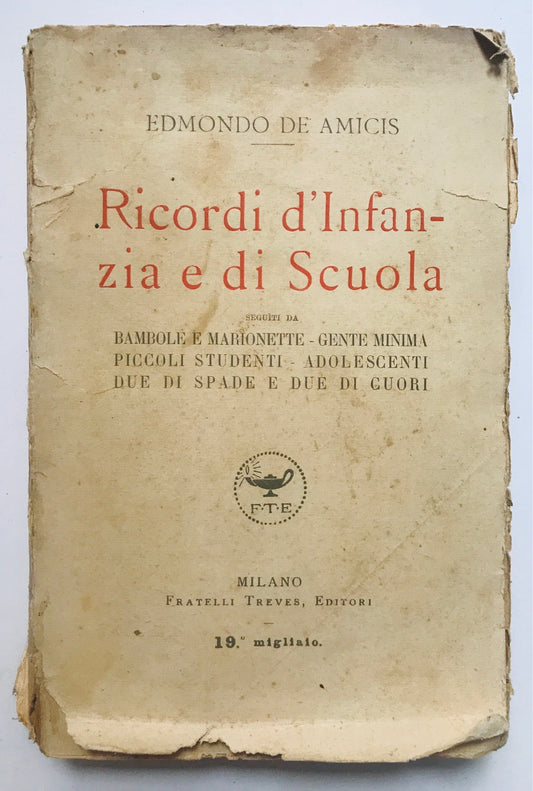 EDMONDO DE AMICIS
Ricordi d'Infan-
zia e di Scuola
SEGUITI DA
BAMBOLE E MARIONETTE - GENTE MINIMA
PICCOLI STUDENTI - ADOLESCENTI
DUE DI SPADE E DUE DI CUORI
F·T·E
MILANO
FRATELLI TREVES, EDITORI
19.º migliaio.